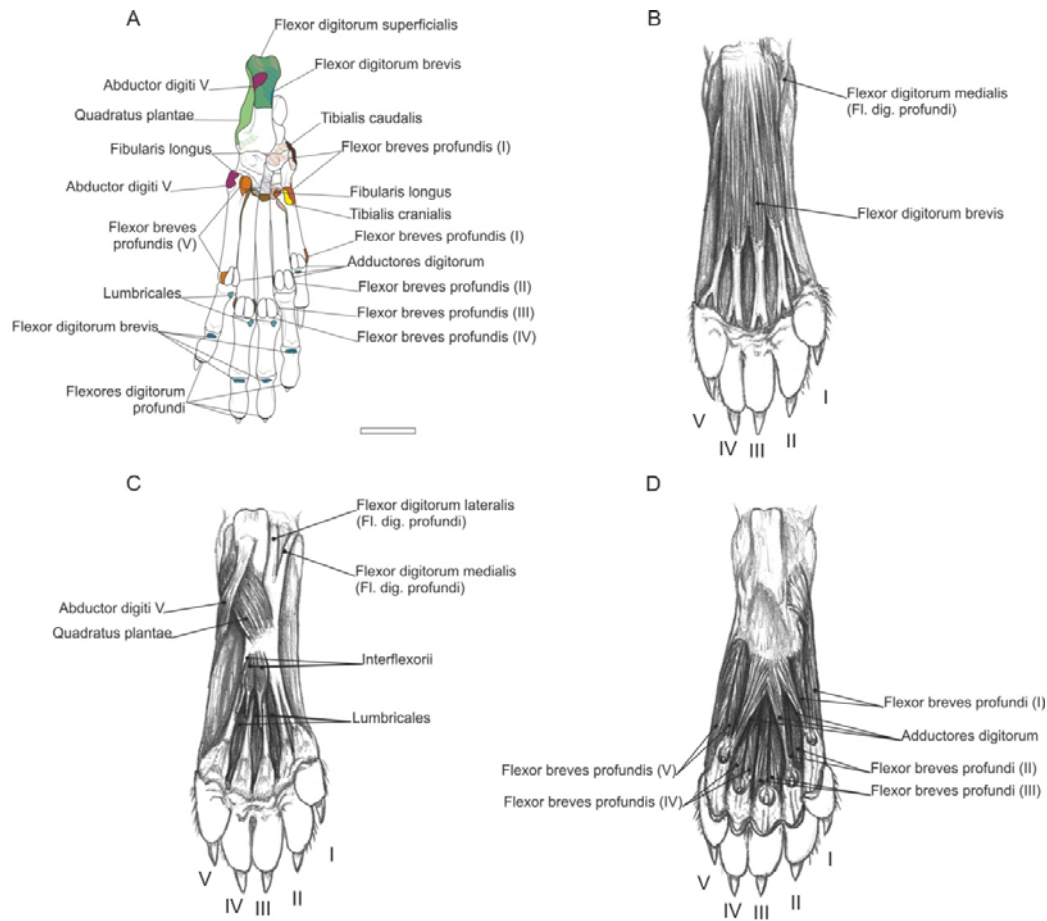 A
Flexor digitorum superficialis
Flexor digitorum brevis
Abductor digiti V
Quadratus plantae
Tibialis caudalis
Fibularis longus
Flexor breves profundis (I)
Abductor digiti V
Fibularis longus
Tibialis cranialis
Flexor breves
profundis (V)
Flexor breves profundis (I)
Adductores digitorum
Lumbricales
Flexor breves profundis (II)
Flexor breves profundis (III)
Flexor digitorum brevis
Flexor breves profundis (IV)
Flexores digitorum
profundi
B
Flexor digitorum medialis
(Fl. dig. profundi)
Flexor digitorum brevis
V
IV
III
II
I
C
Flexor digitorum lateralis
(Fl. dig. profundi)
Flexor digitorum medialis
(Fl. dig. profundi)
Abductor digiti V
Quadratus plantae
Interflexorii
Lumbricales
V
IV
III
II
I
D
Flexor breves profundi (I)
Adductores digitorum
Flexor breves profundis (V)
Flexor breves profundi (II)
Flexor breves profundi (III)
Flexor breves profundis (IV)
V
IV
III
II
I